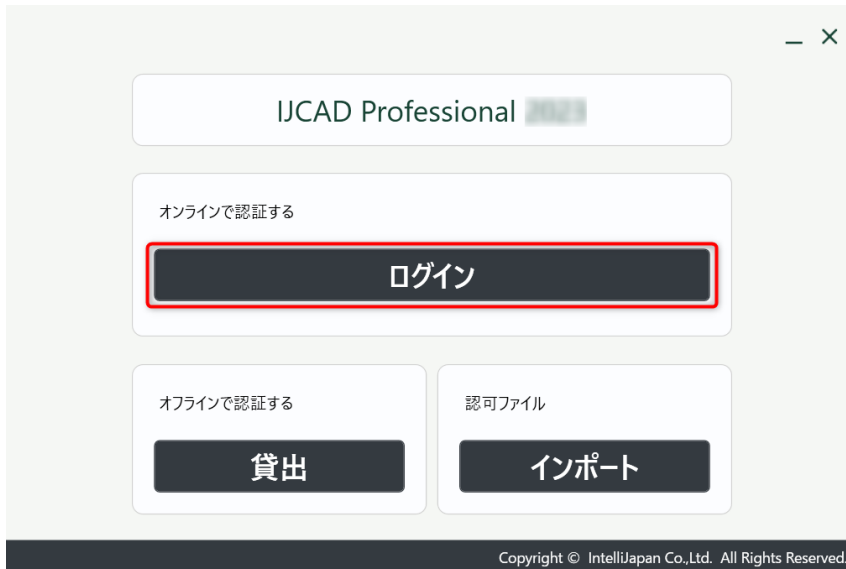 IJCAD Professional
オンラインで認証する
ログイン
オフラインで認証する
貸出
認可ファイル
インポート
Copyright © IntelliJapan Co.,Ltd. All Rights Reserved.